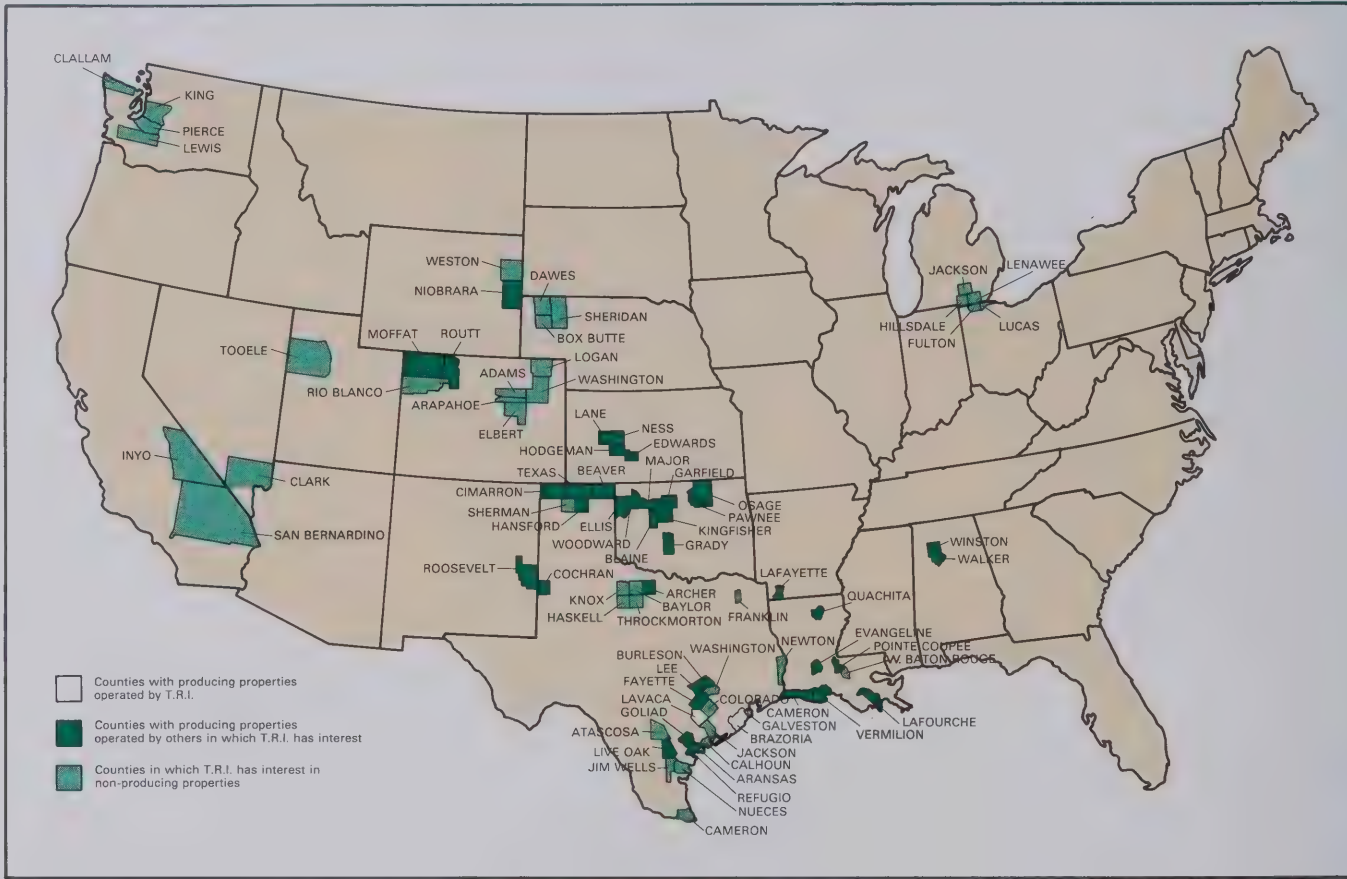 CLALLAM
KING
PIERCE
LEWIS
WESTON
NIOBRARA
DAWES
SHERIDAN
BOX BUTTE
JACKSON
LENAWEE
HILLSDALE
FULTON
LUCAS
TOOELE
MOFFAT
ROUTT
RIO BLANCO
LOGAN
ADAMS
WASHINGTON
ARAPAHOE
ELBERT
INYO
CLARK
SAN BERNARDINO
LANE
NESS
HODGEMAN
EDWARDS
TEXAS
BEAVER
MAJOR
GARFIELD
CIMARRON
SHERMAN
HANSFORD
ELLIS
WOODWARD
BLAINE
OSAGE
PAWNEE
KINGFISHER
GRADY
WINSTON
WALKER
ROOSEVELT
COCHRAN
KNOX
HASKELL
ARCHER
BAYLOR
THROCKMORTON
FRANKLIN
LAFAYETTE
OUACHITA
NEWTON
EVANGELINE
POINTE COUPEE
W. BATON ROUGE
BURLESON
WASHINGTON
LEE
FAYETTE
LAVACA
COLORADO
GOLIAD
CAMERON
GALVESTON
BRAZORIA
LAFOURCHE
VERMILION
ATASCOSA
LIVE OAK
JIM WELLS
JACKSON
CALHOUN
ARANSAS
REFUGIO
NUECES
CAMERON
Counties with producing properties
operated by T.R.I.
Counties with producing properties
operated by others in which T.R.I. has interest
Counties in which T.R.I. has interest in
non-producing properties